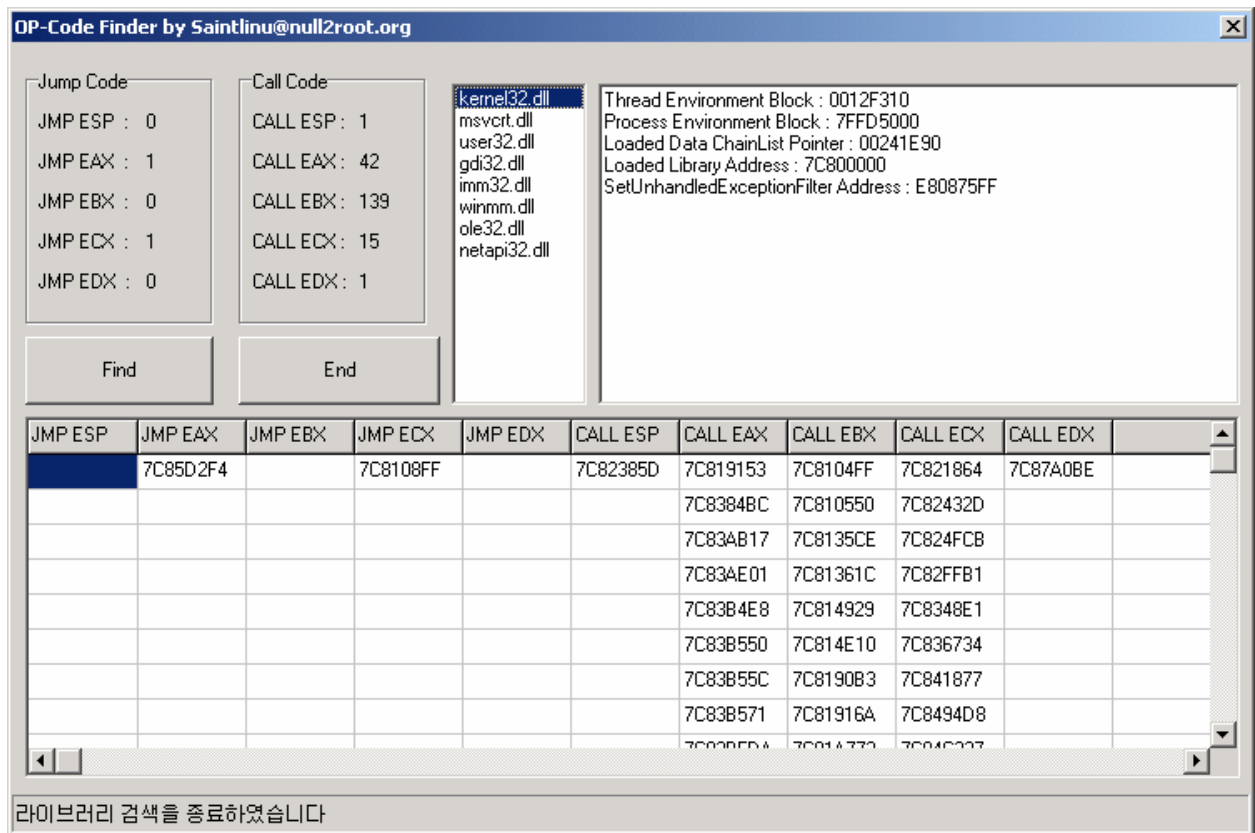 OP-Code Finder by Saintlinu@null2root.org
Jump Code
JMP ESP : 0
JMP EAX : 1
JMP EBX : 0
JMP ECX : 1
JMP EDX : 0
Call Code
CALL ESP : 1
CALL EAX : 42
CALL EBX : 139
CALL ECX : 15
CALL EDX : 1
Find
End
kernel32.dll
msvcrt.dll
user32.dll
gdi32.dll
imm32.dll
winmm.dll
ole32.dll
netapi32.dll
Thread Environment Block : 0012F310
Process Environment Block : 7FFD5000
Loaded Data ChainList Pointer : 00241E90
Loaded Library Address : 7C800000
SetUnhandledExceptionFilter Address : E80875FF
JMP ESP JMP EAX JMP EBX JMP ECX JMP EDX CALL ESP CALL EAX CALL EBX CALL ECX CALL EDX
7C85D2F4 7C8108FF 7C82385D 7C819153 7C8104FF 7C821864 7C87A0BE
7C8384BC 7C810550 7C82432D
7C83AB17 7C8135CE 7C824FCB
7C83AE01 7C81361C 7C82FFB1
7C83B4E8 7C814929 7C8348E1
7C83B550 7C814E10 7C836734
7C83B55C 7C8190B3 7C841877
7C83B571 7C81916A 7C8494D8
라이브러리 검색을 종료하였습니다